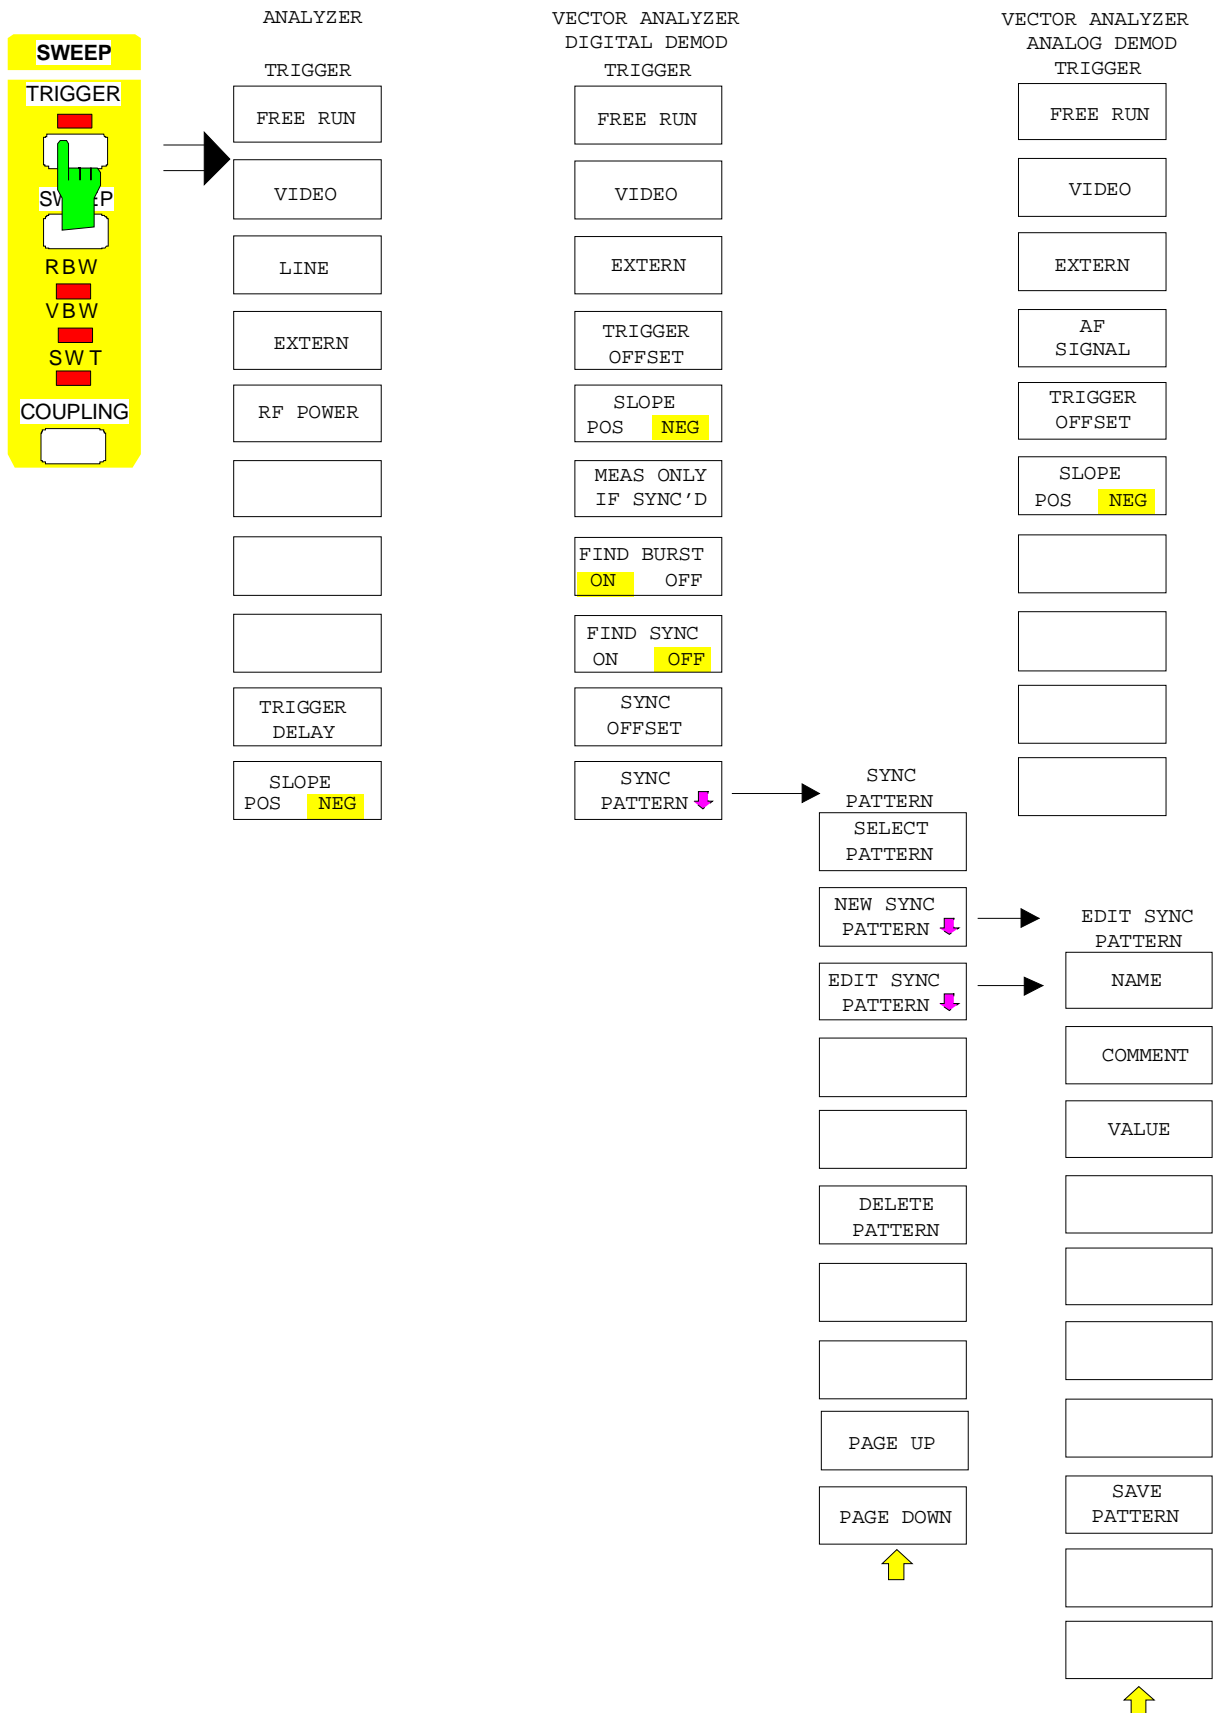 SWEEP
TRIGGER
SWEEP
RBW
VBW
SWT
COUPLING
ANALYZER
TRIGGER
FREE RUN
VIDEO
LINE
EXTERN
RF POWER
TRIGGER
DELAY
SLOPE
POS NEG
VECTOR ANALYZER
DIGITAL DEMOD
TRIGGER
FREE RUN
VIDEO
EXTERN
TRIGGER
OFFSET
SLOPE
POS NEG
MEAS ONLY
IF SYNC'D
FIND BURST
ON OFF
FIND SYNC
ON OFF
SYNC
OFFSET
SYNC
PATTERN
SYNC
PATTERN
SELECT
PATTERN
NEW SYNC
PATTERN
EDIT SYNC
PATTERN
DELETE
PATTERN
PAGE UP
PAGE DOWN
VECTOR ANALYZER
ANALOG DEMOD
TRIGGER
FREE RUN
VIDEO
EXTERN
AF
SIGNAL
TRIGGER
OFFSET
SLOPE
POS NEG
EDIT SYNC
PATTERN
NAME
COMMENT
VALUE
SAVE
PATTERN